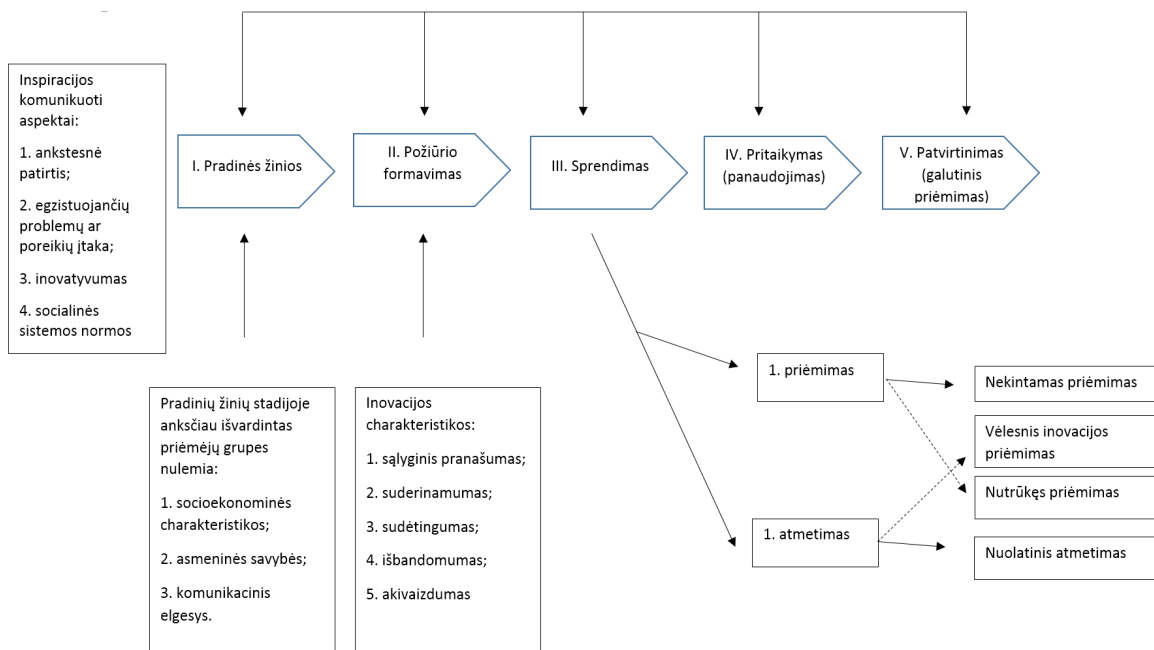 Inspiracijos
komunikuoti
aspektai:
1. ankstesnė
patirtis;
2. egzistuojančių
problemų ar
poreikių įtaka;
3. inovatyvumas
4. socialinės
sistemos normos
I. Pradinės žinios
II. Požiūrio
formavimas
III. Sprendimas
IV. Pritaikymas
(panaudojimas)
V. Patvirtinimas
(galutinis
priėmimas)
Pradinių žinių stadijoje
anksčiau išvardintas
priėmėjų grupes
nulemia:
1. socioekonominės
charakteristikos;
2. asmeninės savybės;
3. komunikacinis
elgesys.
Inovacijos
charakteristikos:
1. sąlyginis pranašumas;
2. suderinamumas;
3. sudėtingumas;
4. išbandomumas;
5. akivaizdumas
1. priėmimas
1. atmetimas
Nekintamas priėmimas
Vėlesnis inovacijos
priėmimas
Nutrūkęs priėmimas
Nuolatinis atmetimas